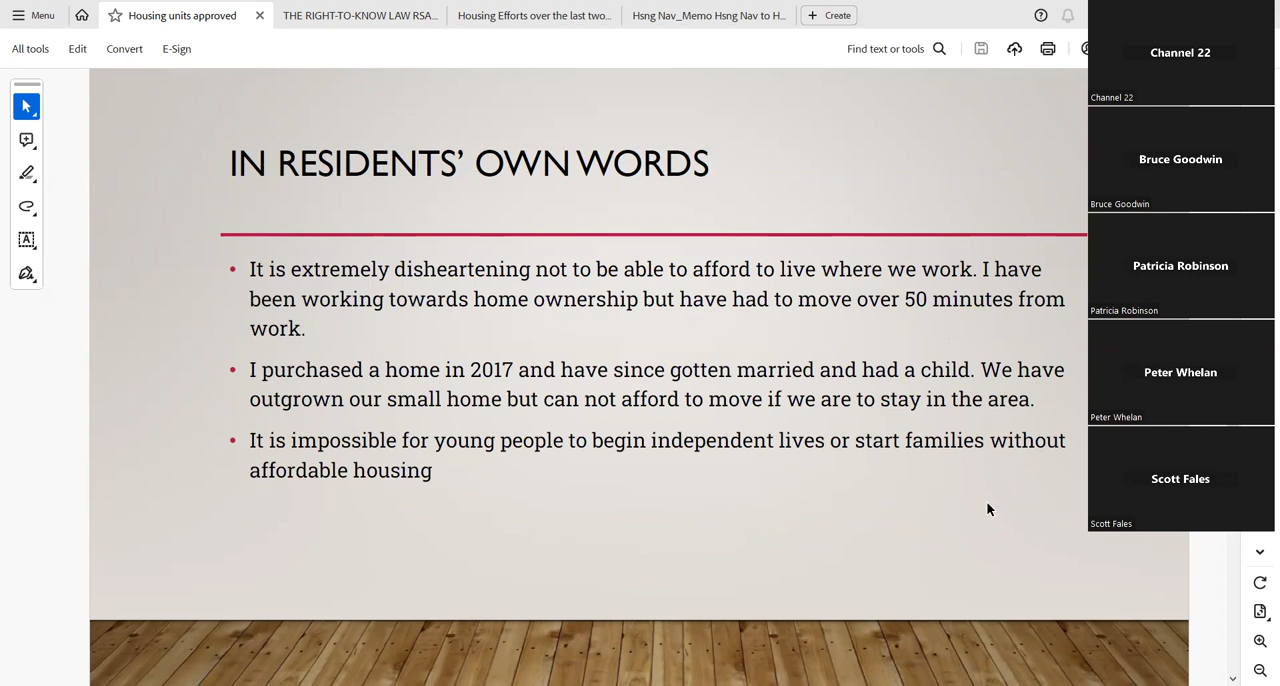 Menu
Housing units approved
THE RIGHT-TO-KNOW LAW RSA...
Housing Efforts over the last two...
Hsng Nav_Memo Hsng Nav to H...
Create
All tools
Edit
Convert
E-Sign
Find text or tools
IN RESIDENTS’ OWN WORDS
• It is extremely disheartening not to be able to afford to live where we work. I have
been working towards home ownership but have had to move over 50 minutes from
work.
• I purchased a home in 2017 and have since gotten married and had a child. We have
outgrown our small home but can not afford to move if we are to stay in the area.
• It is impossible for young people to begin independent lives or start families without
affordable housing
Channel 22
Channel 22
Bruce Goodwin
Bruce Goodwin
Patricia Robinson
Patricia Robinson
Peter Whelan
Peter Whelan
Scott Fales
Scott Fales